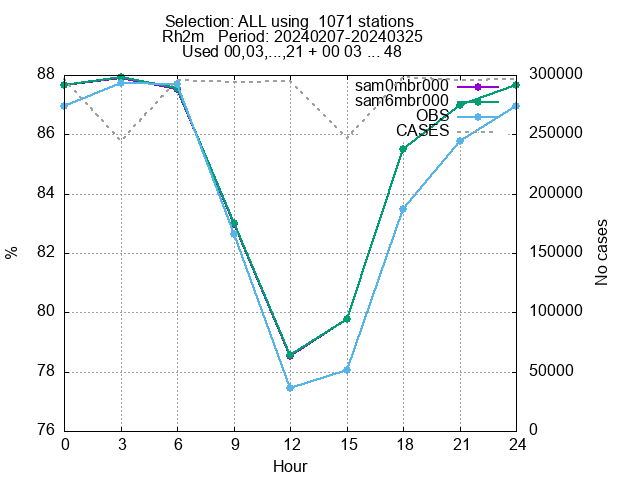 Selection: ALL using  1071 stations
Rh2m   Period: 20240207-20240325
Used 00,03,...,21 + 00 03 ... 48
sam0mbr000
sam6mbr000
OBS
CASES
%
88
86
84
82
80
78
76
300000
250000
200000
150000
100000
50000
0
No cases
0 3 6 9 12 15 18 21 24
Hour